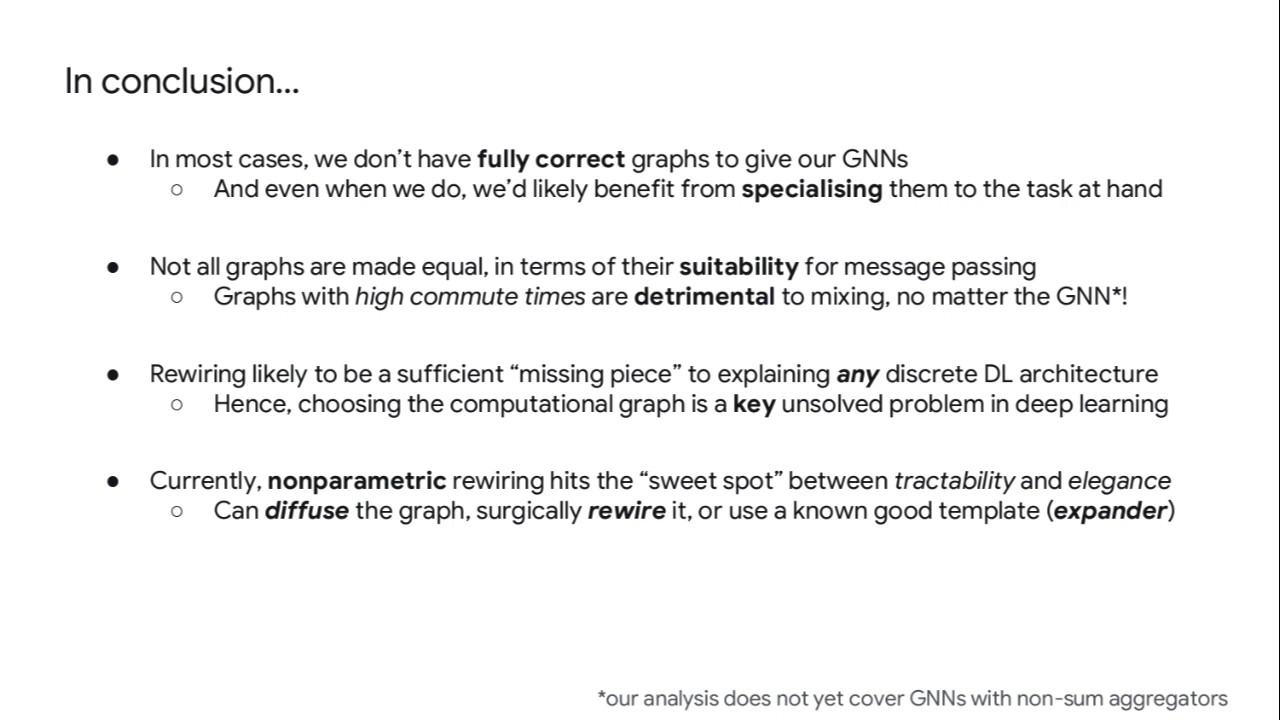 In conclusion...
● In most cases, we don’t have fully correct graphs to give our GNNs
○ And even when we do, we’d likely benefit from specialising them to the task at hand
● Not all graphs are made equal, in terms of their suitability for message passing
○ Graphs with high commute times are detrimental to mixing, no matter the GNN*!
● Rewiring likely to be a sufficient “missing piece” to explaining any discrete DL architecture
○ Hence, choosing the computational graph is a key unsolved problem in deep learning
● Currently, nonparametric rewiring hits the “sweet spot” between tractability and elegance
○ Can diffuse the graph, surgically rewire it, or use a known good template (expander)
*our analysis does not yet cover GNNs with non-sum aggregators